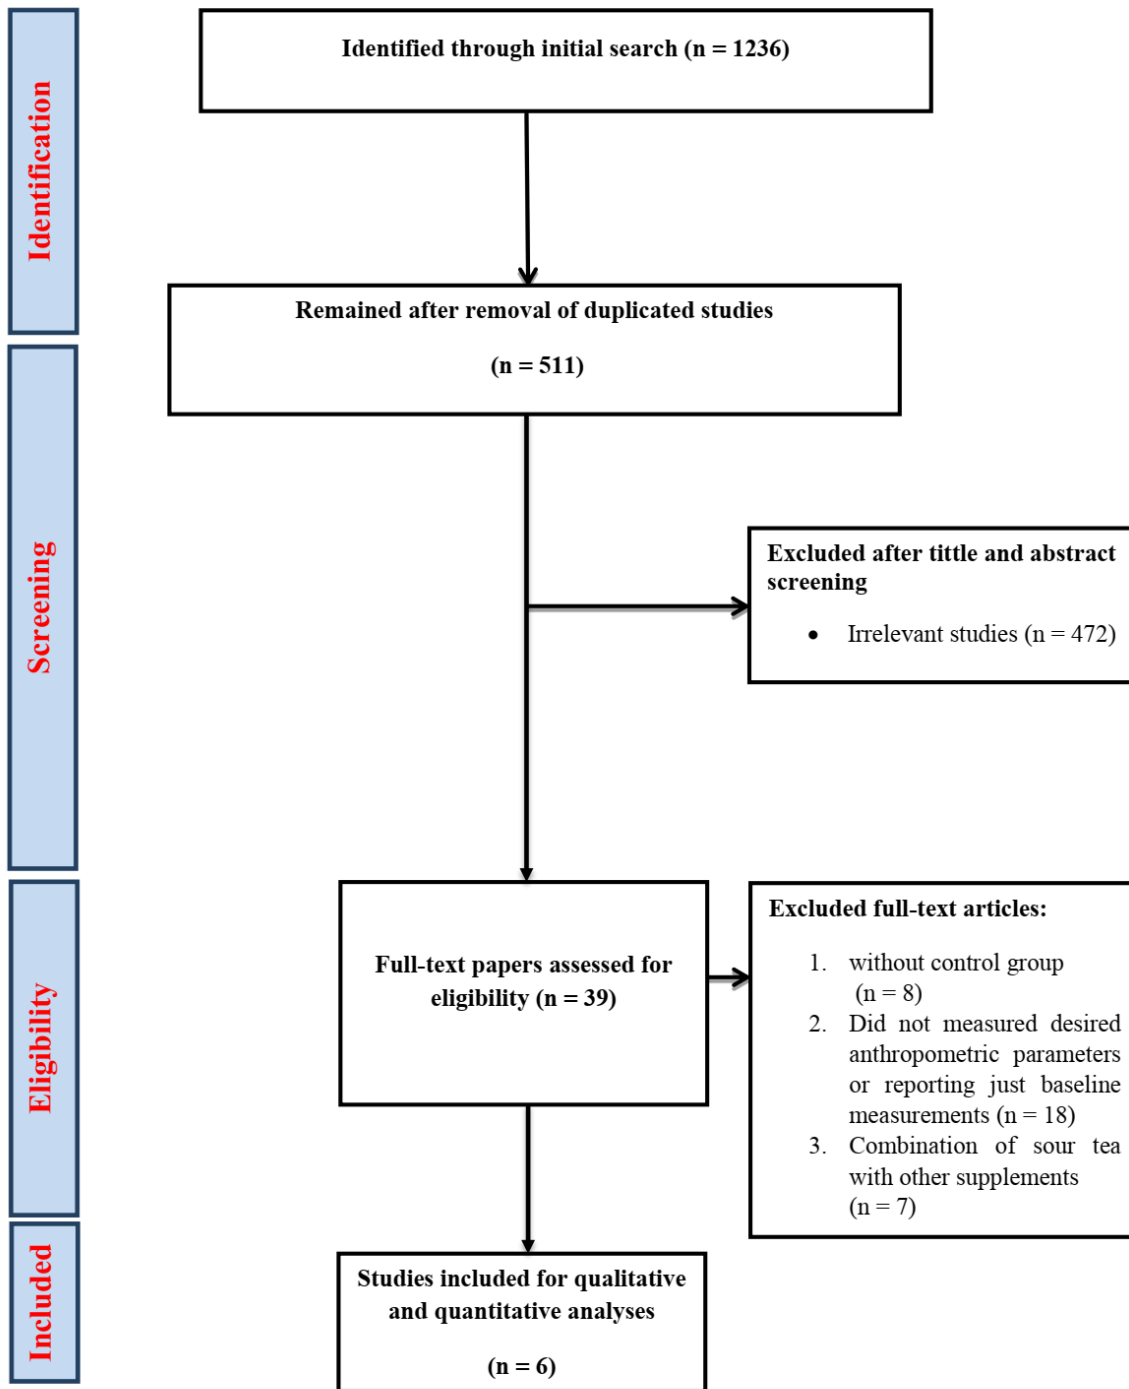 Identification
Identified through initial search (n = 1236)
Remained after removal of duplicated studies
(n = 511)
Screening
Excluded after tittle and abstract
screening
• Irrelevant studies (n = 472)
Eligibility
Full-text papers assessed for
eligibility (n = 39)
Excluded full-text articles:
1. without control group
(n = 8)
2. Did not measured desired
anthropometric parameters
or reporting just baseline
measurements (n = 18)
3. Combination of sour tea
with other supplements
(n = 7)
Included
Studies included for qualitative
and quantitative analyses
(n = 6)